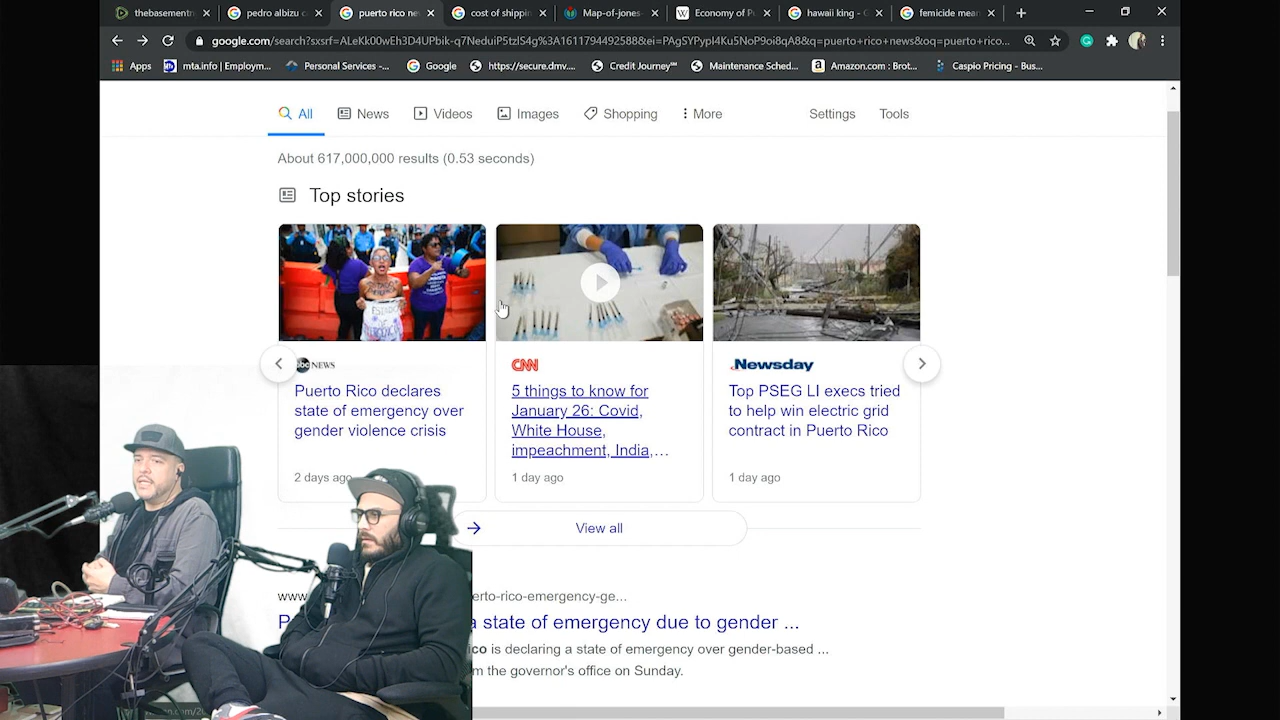 thebasementn
pedro albizu c
puerto rico ne
cost of shippin
Map-of-jones-
Economy of P
hawaii king - G
femicide mean
google.com/search?sxsrf=ALeKk00wEh3D4UPbik-q7NeduiP5tzlS4g%3A1611794492588&ei=PAgSYPypI4Ku5NoP9oi8qA8&q=puerto+rico+news&oq=puerto+rico...
Apps
mta.info | Employm...
Personal Services -...
Google
https://secure.dmv....
Credit Journey℠
Maintenance Sched...
Amazon.com : Brot...
Caspio Pricing - Bus...
All
News
Videos
Images
Shopping
More
Settings
Tools
About 617,000,000 results (0.53 seconds)
Top stories
abc NEWS
Puerto Rico declares
state of emergency over
gender violence crisis
2 days ago
CNN
5 things to know for
January 26: Covid,
White House,
impeachment, India,...
1 day ago
Newsday
Top PSEG LI execs tried
to help win electric grid
contract in Puerto Rico
1 day ago
View all
www. erto-rico-emergency-ge...
a state of emergency due to gender ...
ico is declaring a state of emergency over gender-based ...
m the governor's office on Sunday.